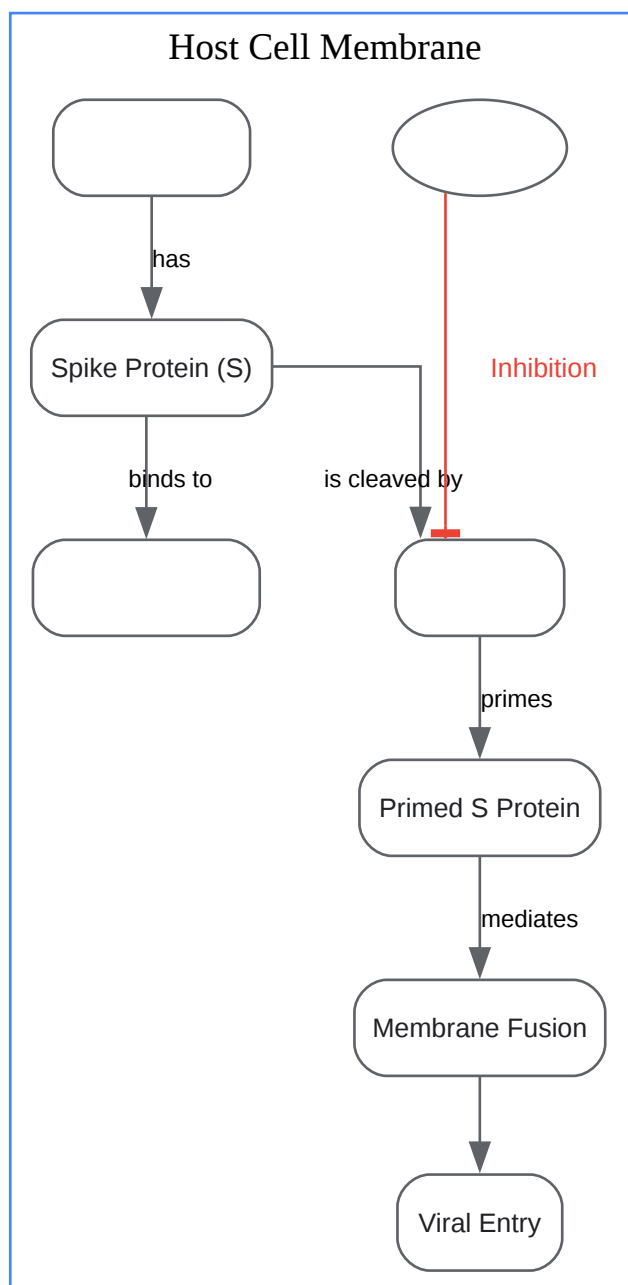 Host Cell Membrane
has
Spike Protein (S)
Inhibition
binds to
is cleaved by
primes
Primed S Protein
mediates
Membrane Fusion
Viral Entry